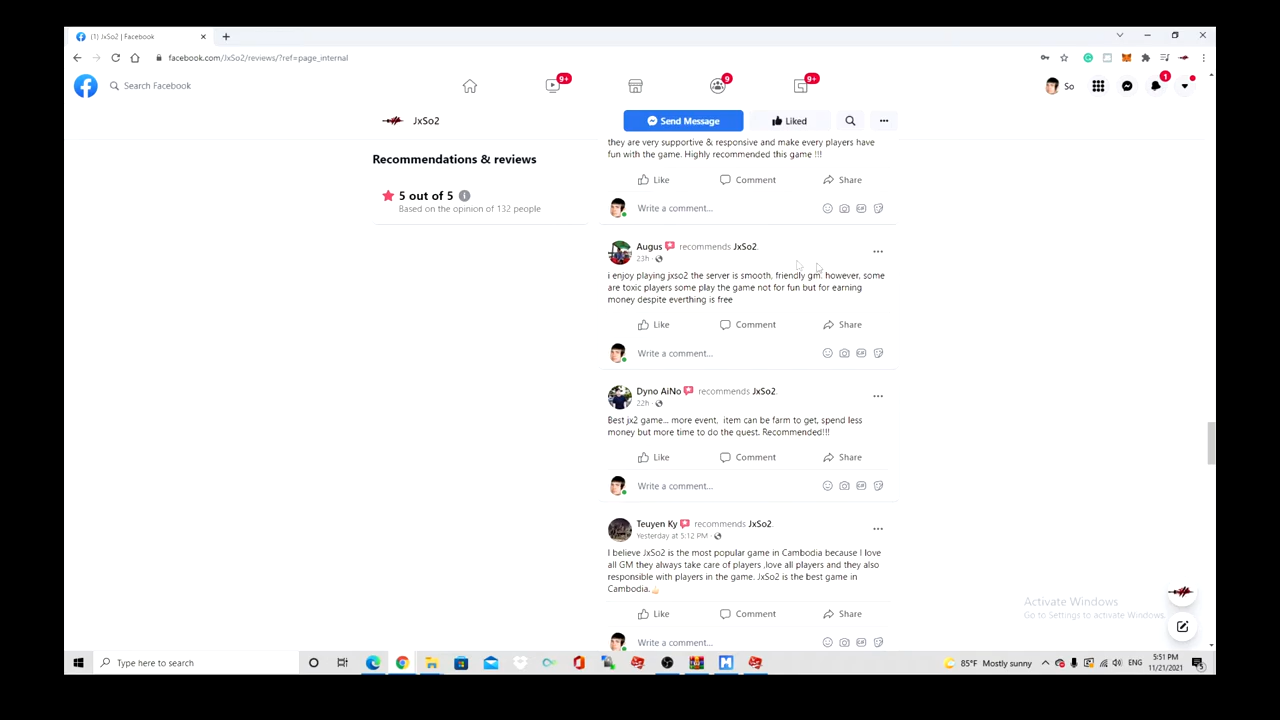 (1) JxSo2 | Facebook
facebook.com/JxSo2/reviews/?ref=page_internal
Search Facebook
9+
9
9+
So
1
JxSo2
Send Message
Liked
Recommendations & reviews
5 out of 5
Based on the opinion of 132 people
they are very supportive & responsive and make every players have
fun with the game. Highly recommended this game !!!
Like Comment Share
Write a comment...
Augus recommends JxSo2.
23h
i enjoy playing jxso2 the server is smooth, friendly gm. however, some
are toxic players some play the game not for fun but for earning
money despite everthing is free
Like Comment Share
Write a comment...
Dyno AiNo recommends JxSo2.
22h
Best jx2 game... more event, item can be farm to get, spend less
money but more time to do the quest. Recommended!!!
Like Comment Share
Write a comment...
Teuyen Ky recommends JxSo2.
Yesterday at 5:12 PM
I believe JxSo2 is the most popular game in Cambodia because I love
all GM they always take care of players ,love all players and they also
responsible with players in the game. JxSo2 is the best game in
Cambodia.👍🏻
Like Comment Share
Write a comment...
Activate Windows
Go to Settings to activate Windows.
Type here to search
85°F Mostly sunny
ENG
5:51 PM
11/21/2021
5